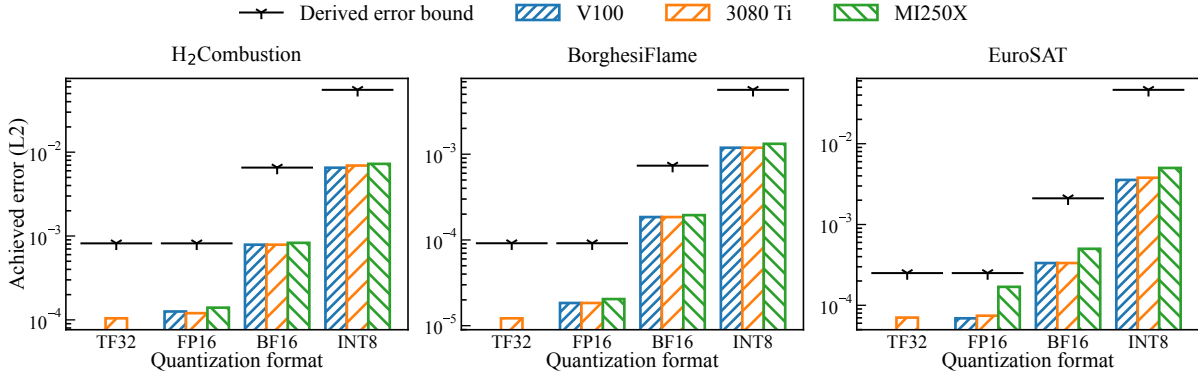 Derived error bound V100 3080 Ti MI250X
H₂Combustion BorghesiFlame EuroSAT
Achieved error (L2)
10⁻² 10⁻³ 10⁻⁴
10⁻³ 10⁻⁴ 10⁻⁵
10⁻² 10⁻³ 10⁻⁴
TF32 FP16 BF16 INT8 TF32 FP16 BF16 INT8 TF32 FP16 BF16 INT8
Quantization format Quantization format Quantization format